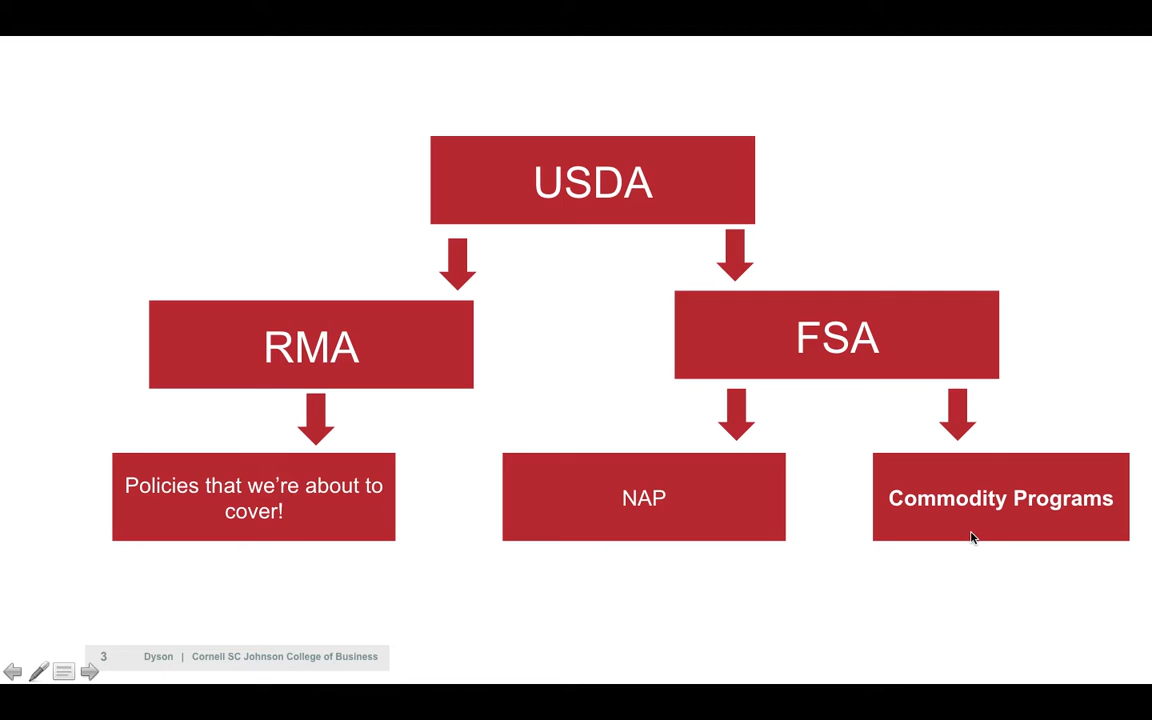 USDA
RMA
FSA
Policies that we’re about to
cover!
NAP
Commodity Programs
3 Dyson | Cornell SC Johnson College of Business